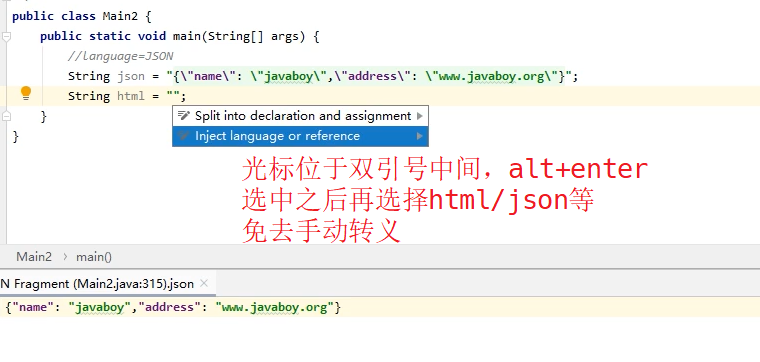 public class Main2 {
public static void main(String[] args) {
//language=JSON
String json = "{\"name\": \"javaboy\",\"address\": \"www.javaboy.org\"}";
String html = "";
Split into declaration and assignment
Inject language or reference
}
}
光标位于双引号中间，alt+enter
选中之后再选择html/json等
免去手动转义
Main2 > main()
N Fragment (Main2.java:315).json ×
{"name": "javaboy","address": "www.javaboy.org"}